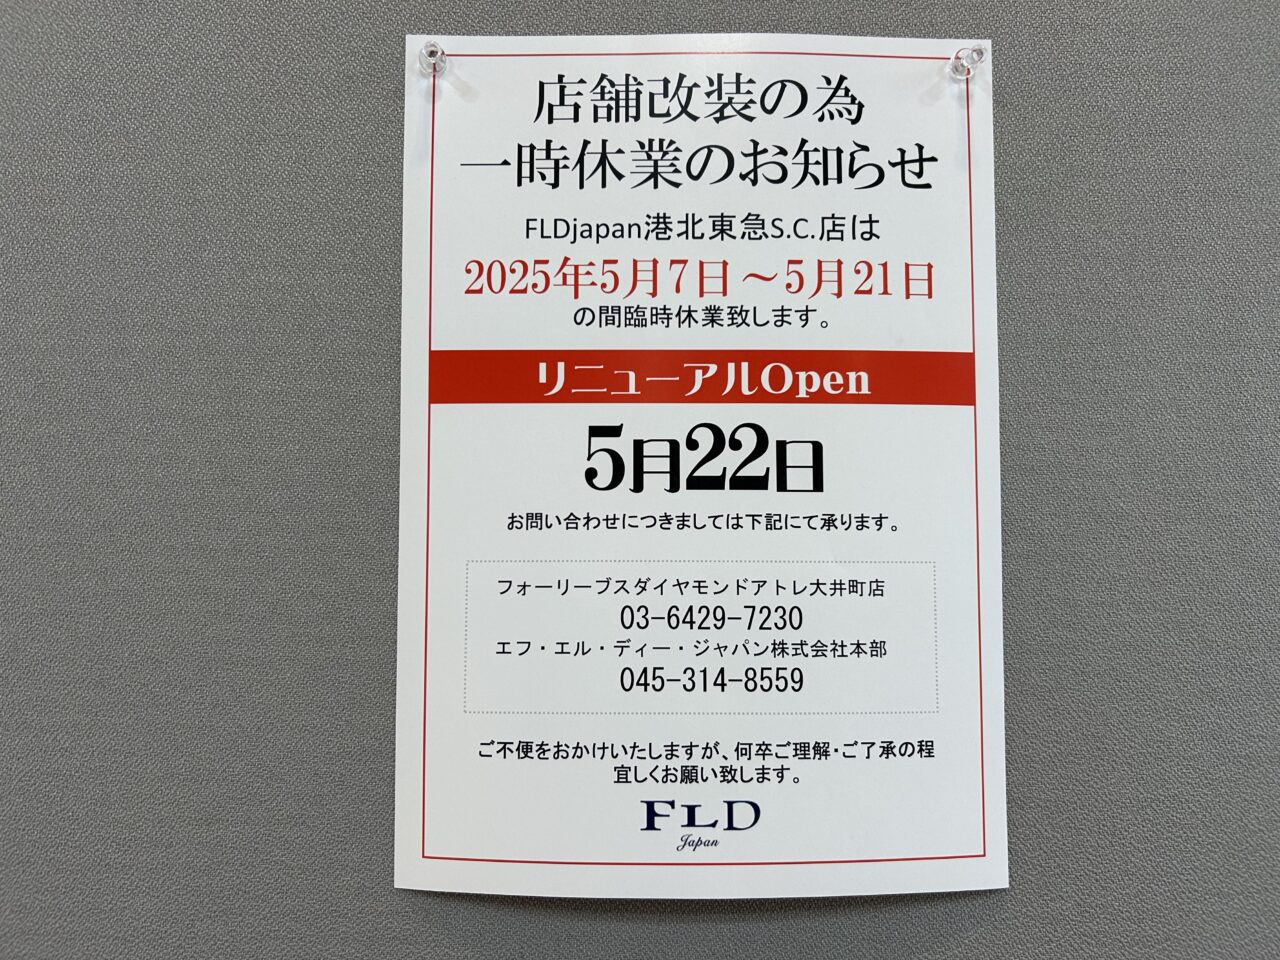 店舗改装の為
一時休業のお知らせ
FLDjapan港北東急S.C.店は
2025年5月7日～5月21日
の間臨時休業致します。
リニューアルOpen
5月22日
お問い合わせにつきましては下記にて承ります。
フォーリーブスダイヤモンドアトレ大井町店
03-6429-7230
エフ・エル・ディー・ジャパン株式会社本部
045-314-8559
ご不便をおかけいたしますが、何卒ご理解・ご了承の程
宜しくお願い致します。
FLD
Japan